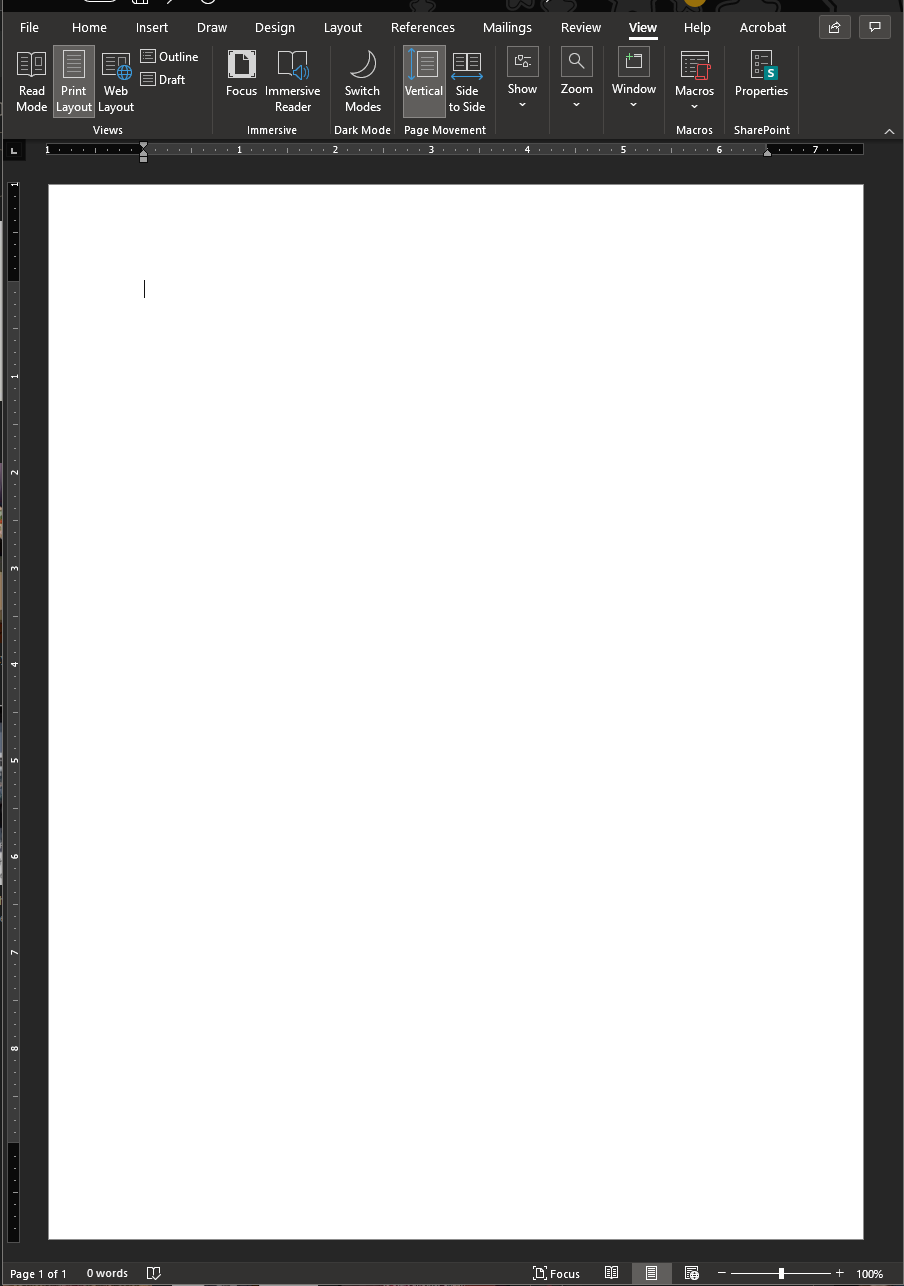 File Home Insert Draw Design Layout References Mailings Review View Help Acrobat
Read Mode
Print Layout
Web Layout
Outline
Draft
Focus
Immersive Reader
Switch Modes
Vertical
Side to Side
Show
Zoom
Window
Macros
Properties
Views Immersive Dark Mode Page Movement Macros SharePoint
1 1 2 3 4 5 6 7
1
1
2
3
4
5
6
7
8
Page 1 of 1 0 words Focus 100%